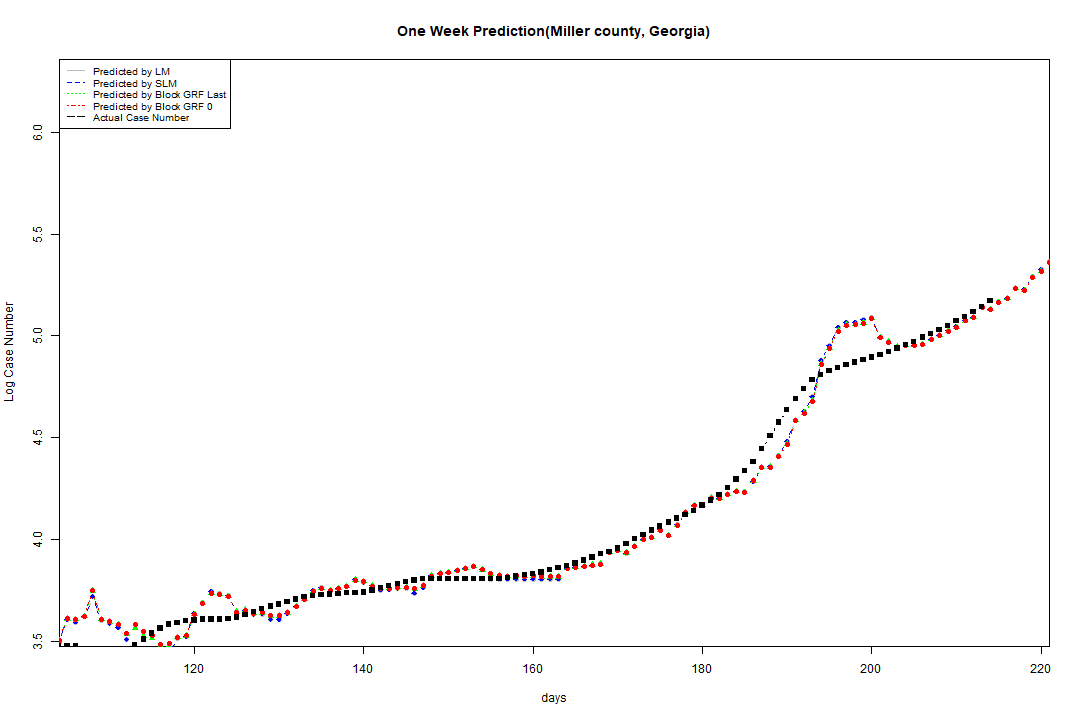 One Week Prediction(Miller county, Georgia)
Predicted by LM
Predicted by SLM
Predicted by Block GRF Last
Predicted by Block GRF 0
Actual Case Number
6.0
5.5
5.0
4.5
4.0
3.5
Log Case Number
120 140 160 180 200 220
days